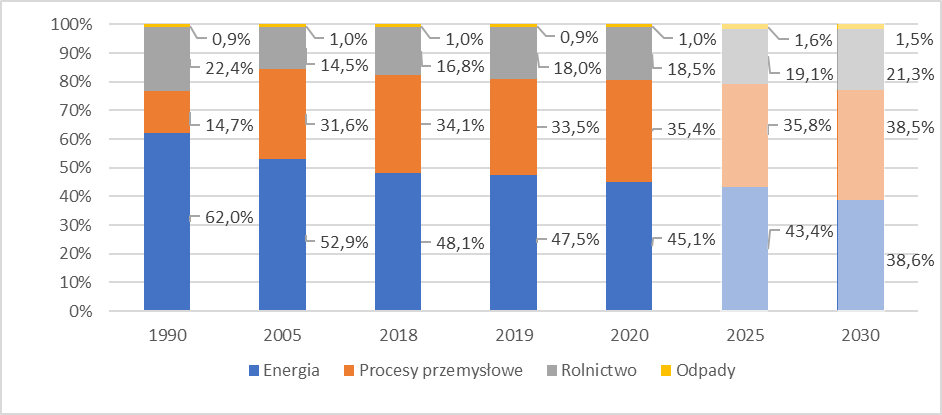 100%
90%
80%
70%
60%
50%
40%
30%
20%
10%
0%
0,9% 1,0% 1,0% 0,9% 1,0% 1,6% 1,5%
22,4% 14,5% 16,8% 18,0% 18,5% 19,1% 21,3%
14,7% 31,6% 34,1% 33,5% 35,4% 35,8% 38,5%
62,0% 52,9% 48,1% 47,5% 45,1% 43,4% 38,6%
1990 2005 2018 2019 2020 2025 2030
Energia Procesy przemysłowe Rolnictwo Odpady